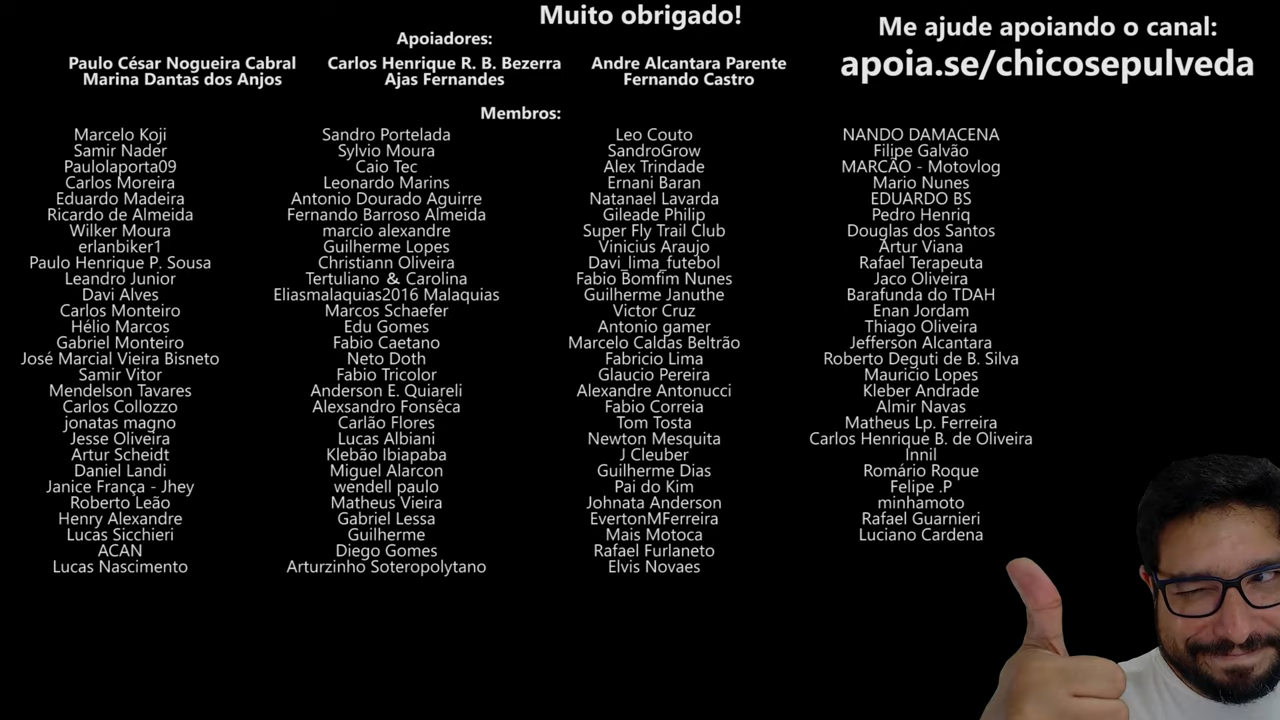 Muito obrigado!
Apoiadores:
Paulo César Nogueira Cabral
Marina Dantas dos Anjos
Carlos Henrique R. B. Bezerra
Ajas Fernandes
Andre Alcantara Parente
Fernando Castro
Me ajude apoiando o canal:
apoia.se/chicosepulveda
Membros:
Marcelo Koji
Samir Nader
Paulolaporta09
Carlos Moreira
Eduardo Madeira
Ricardo de Almeida
Wilker Moura
erlanbiker1
Paulo Henrique P. Sousa
Leandro Junior
Davi Alves
Carlos Monteiro
Hélio Marcos
Gabriel Monteiro
José Marcial Vieira Bisneto
Samir Vitor
Mendelson Tavares
Carlos Collozzo
jonatas magno
Jesse Oliveira
Artur Scheidt
Daniel Landi
Janice França - Jhey
Roberto Leão
Henry Alexandre
Lucas Sicchieri
ACAN
Lucas Nascimento
Sandro Portelada
Sylvio Moura
Caio Tec
Leonardo Marins
Antonio Dourado Aguirre
Fernando Barroso Almeida
marcio alexandre
Guilherme Lopes
Christiann Oliveira
Tertuliano & Carolina
Eliasmalaquias2016 Malaquias
Marcos Schaefer
Edu Gomes
Fabio Caetano
Neto Doth
Fabio Tricolor
Anderson E. Quiareli
Alexsandro Fonsêca
Carlão Flores
Lucas Albiani
Klebão Ibiapaba
Miguel Alarcon
wendell paulo
Matheus Vieira
Gabriel Lessa
Guilherme
Diego Gomes
Arturzinho Soteropolytano
Leo Couto
SandroGrow
Alex Trindade
Ernani Baran
Natanael Lavarda
Gileade Philip
Super Fly Trail Club
Vinicius Araujo
Davi_lima_futebol
Fabio Bomfim Nunes
Guilherme Januthe
Victor Cruz
Antonio gamer
Marcelo Caldas Beltrão
Fabricio Lima
Glaucio Pereira
Alexandre Antonucci
Fabio Correia
Tom Tosta
Newton Mesquita
J Cleuber
Guilherme Dias
Pai do Kim
Johnata Anderson
EvertonMFerreira
Mais Motoca
Rafael Furlaneto
Elvis Novaes
NANDO DAMACENA
Filipe Galvão
MARCÃO - Motovlog
Mario Nunes
EDUARDO BS
Pedro Henriq
Douglas dos Santos
Artur Viana
Rafael Terapeuta
Jaco Oliveira
Barafunda do TDAH
Enan Jordam
Thiago Oliveira
Jefferson Alcantara
Roberto Deguti de B. Silva
Mauricio Lopes
Kleber Andrade
Almir Navas
Matheus Lp. Ferreira
Carlos Henrique B. de Oliveira
Innil
Romário Roque
Felipe .P
minhamoto
Rafael Guarnieri
Luciano Cardena